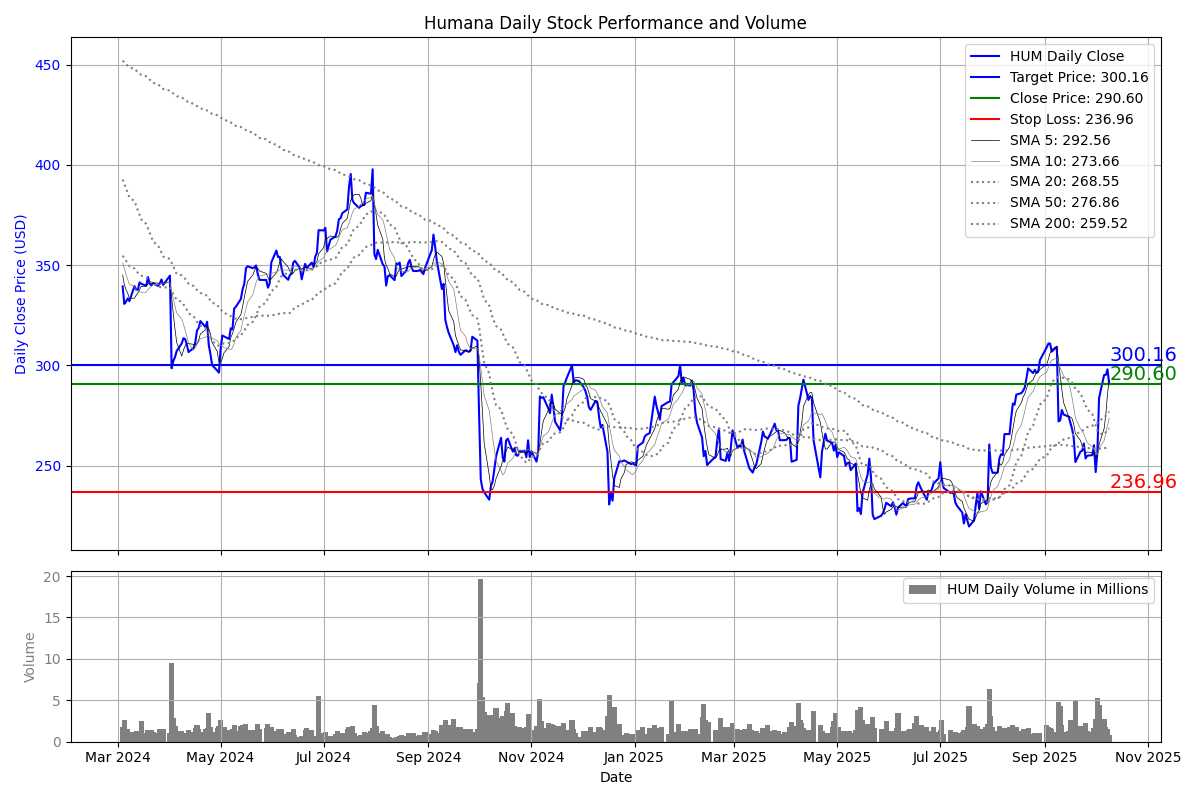 Humana Daily Stock Performance and Volume
HUM Daily Close
Target Price: 300.16
Close Price: 290.60
Stop Loss: 236.96
SMA 5: 292.56
SMA 10: 273.66
SMA 20: 268.55
SMA 50: 276.86
SMA 200: 259.52
Daily Close Price (USD)
450
400
350
300
250
300.16
290.60
236.96
HUM Daily Volume in Millions
Volume
20
15
10
5
0
Mar 2024 May 2024 Jul 2024 Sep 2024 Nov 2024 Jan 2025 Mar 2025 May 2025 Jul 2025 Sep 2025 Nov 2025
Date